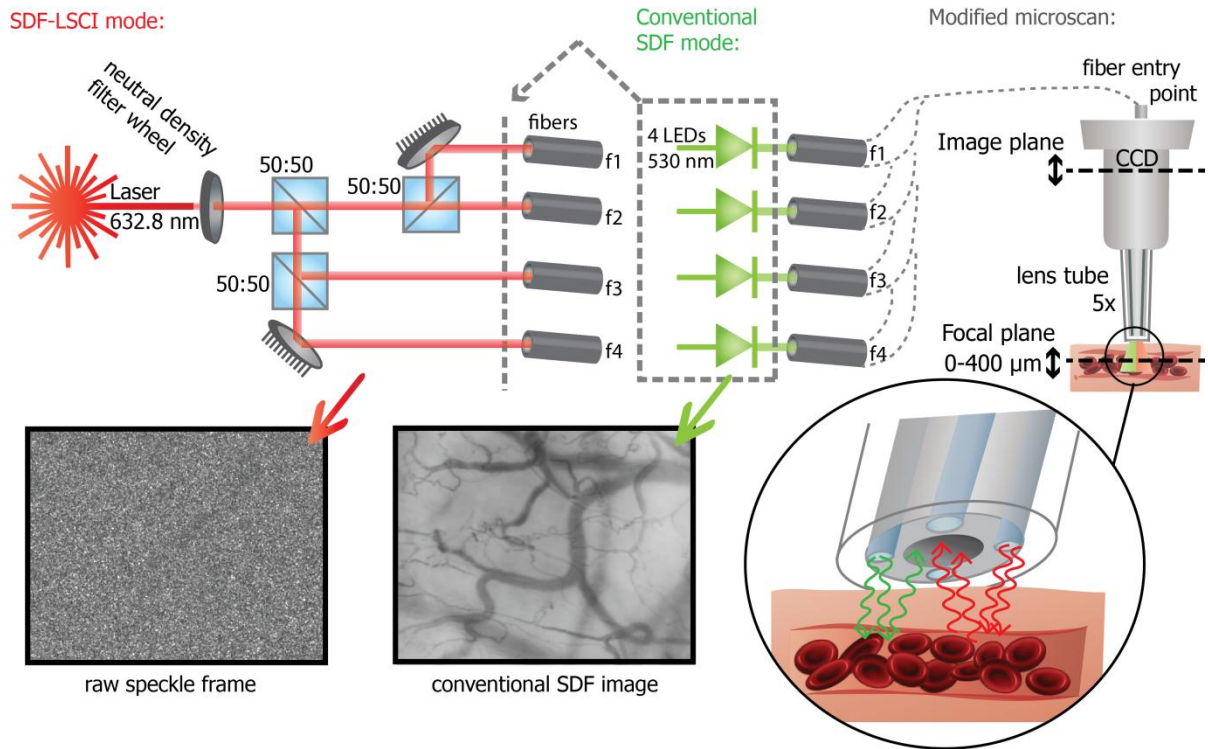 SDF-LSCI mode:
Conventional
SDF mode:
Modified microscan:
neutral density
filter wheel
Laser
632.8 nm
50:50
50:50
50:50
fibers
f1
f2
f3
f4
4 LEDs
530 nm
f1
f2
f3
f4
fiber entry
point
Image plane
CCD
lens tube
5x
Focal plane
0-400 µm
raw speckle frame
conventional SDF image